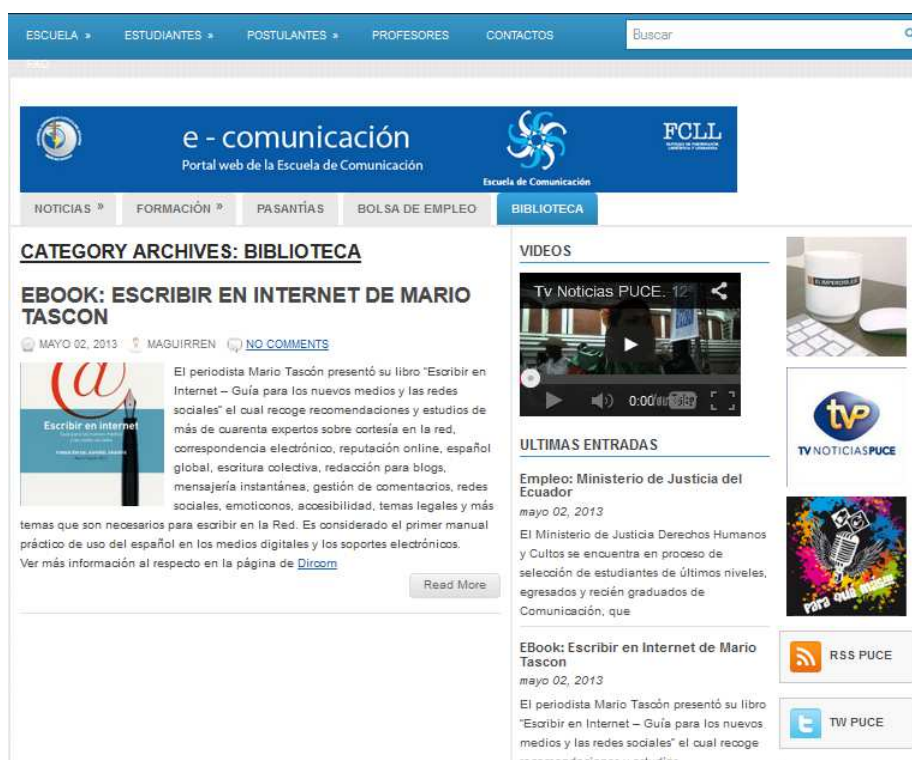 ESCUELA »
ESTUDIANTES »
POSTULANTES »
PROFESORES
CONTACTOS
Buscar
FAQ
e - comunicación
Portal web de la Escuela de Comunicación
Escuela de Comunicación
FCLL
NOTICIAS »
FORMACIÓN »
PASANTÍAS
BOLSA DE EMPLEO
BIBLIOTECA
CATEGORY ARCHIVES: BIBLIOTECA
EBOOK: ESCRIBIR EN INTERNET DE MARIO
TASCON
MAYO 02, 2013 MAGUIRREN NO COMMENTS
Escribir en internet
El periodista Mario Tascón presentó su libro "Escribir en
Internet – Guía para los nuevos medios y las redes
sociales" el cual recoge recomendaciones y estudios de
más de cuarenta expertos sobre cortesía en la red,
correspondencia electrónico, reputación online, español
global, escritura colectiva, redacción para blogs,
mensajería instantánea, gestión de comentacrios, redes
sociales, emoticonos, accesibilidad, temas legales y más
temas que son necesarios para escribir en la Red. Es considerado el primer manual
práctico de uso del español en los medios digitales y los soportes electrónicos.
Ver más información al respecto en la página de Dircom
Read More
VIDEOS
Tv Noticias PUCE. 12
0:00
ULTIMAS ENTRADAS
Empleo: Ministerio de Justicia del
Ecuador
mayo 02, 2013
El Ministerio de Justicia Derechos Humanos
y Cultos se encuentra en proceso de
selección de estudiantes de últimos niveles,
egresados y recién graduados de
Comunicación, que
EBook: Escribir en Internet de Mario
Tascon
mayo 02, 2013
El periodista Mario Tascón presentó su libro
"Escribir en Internet – Guía para los nuevos
medios y las redes sociales" el cual recoge
recomendaciones y estudios
tvp
TV NOTICIASPUCE
Para qué más!!!
RSS PUCE
TW PUCE